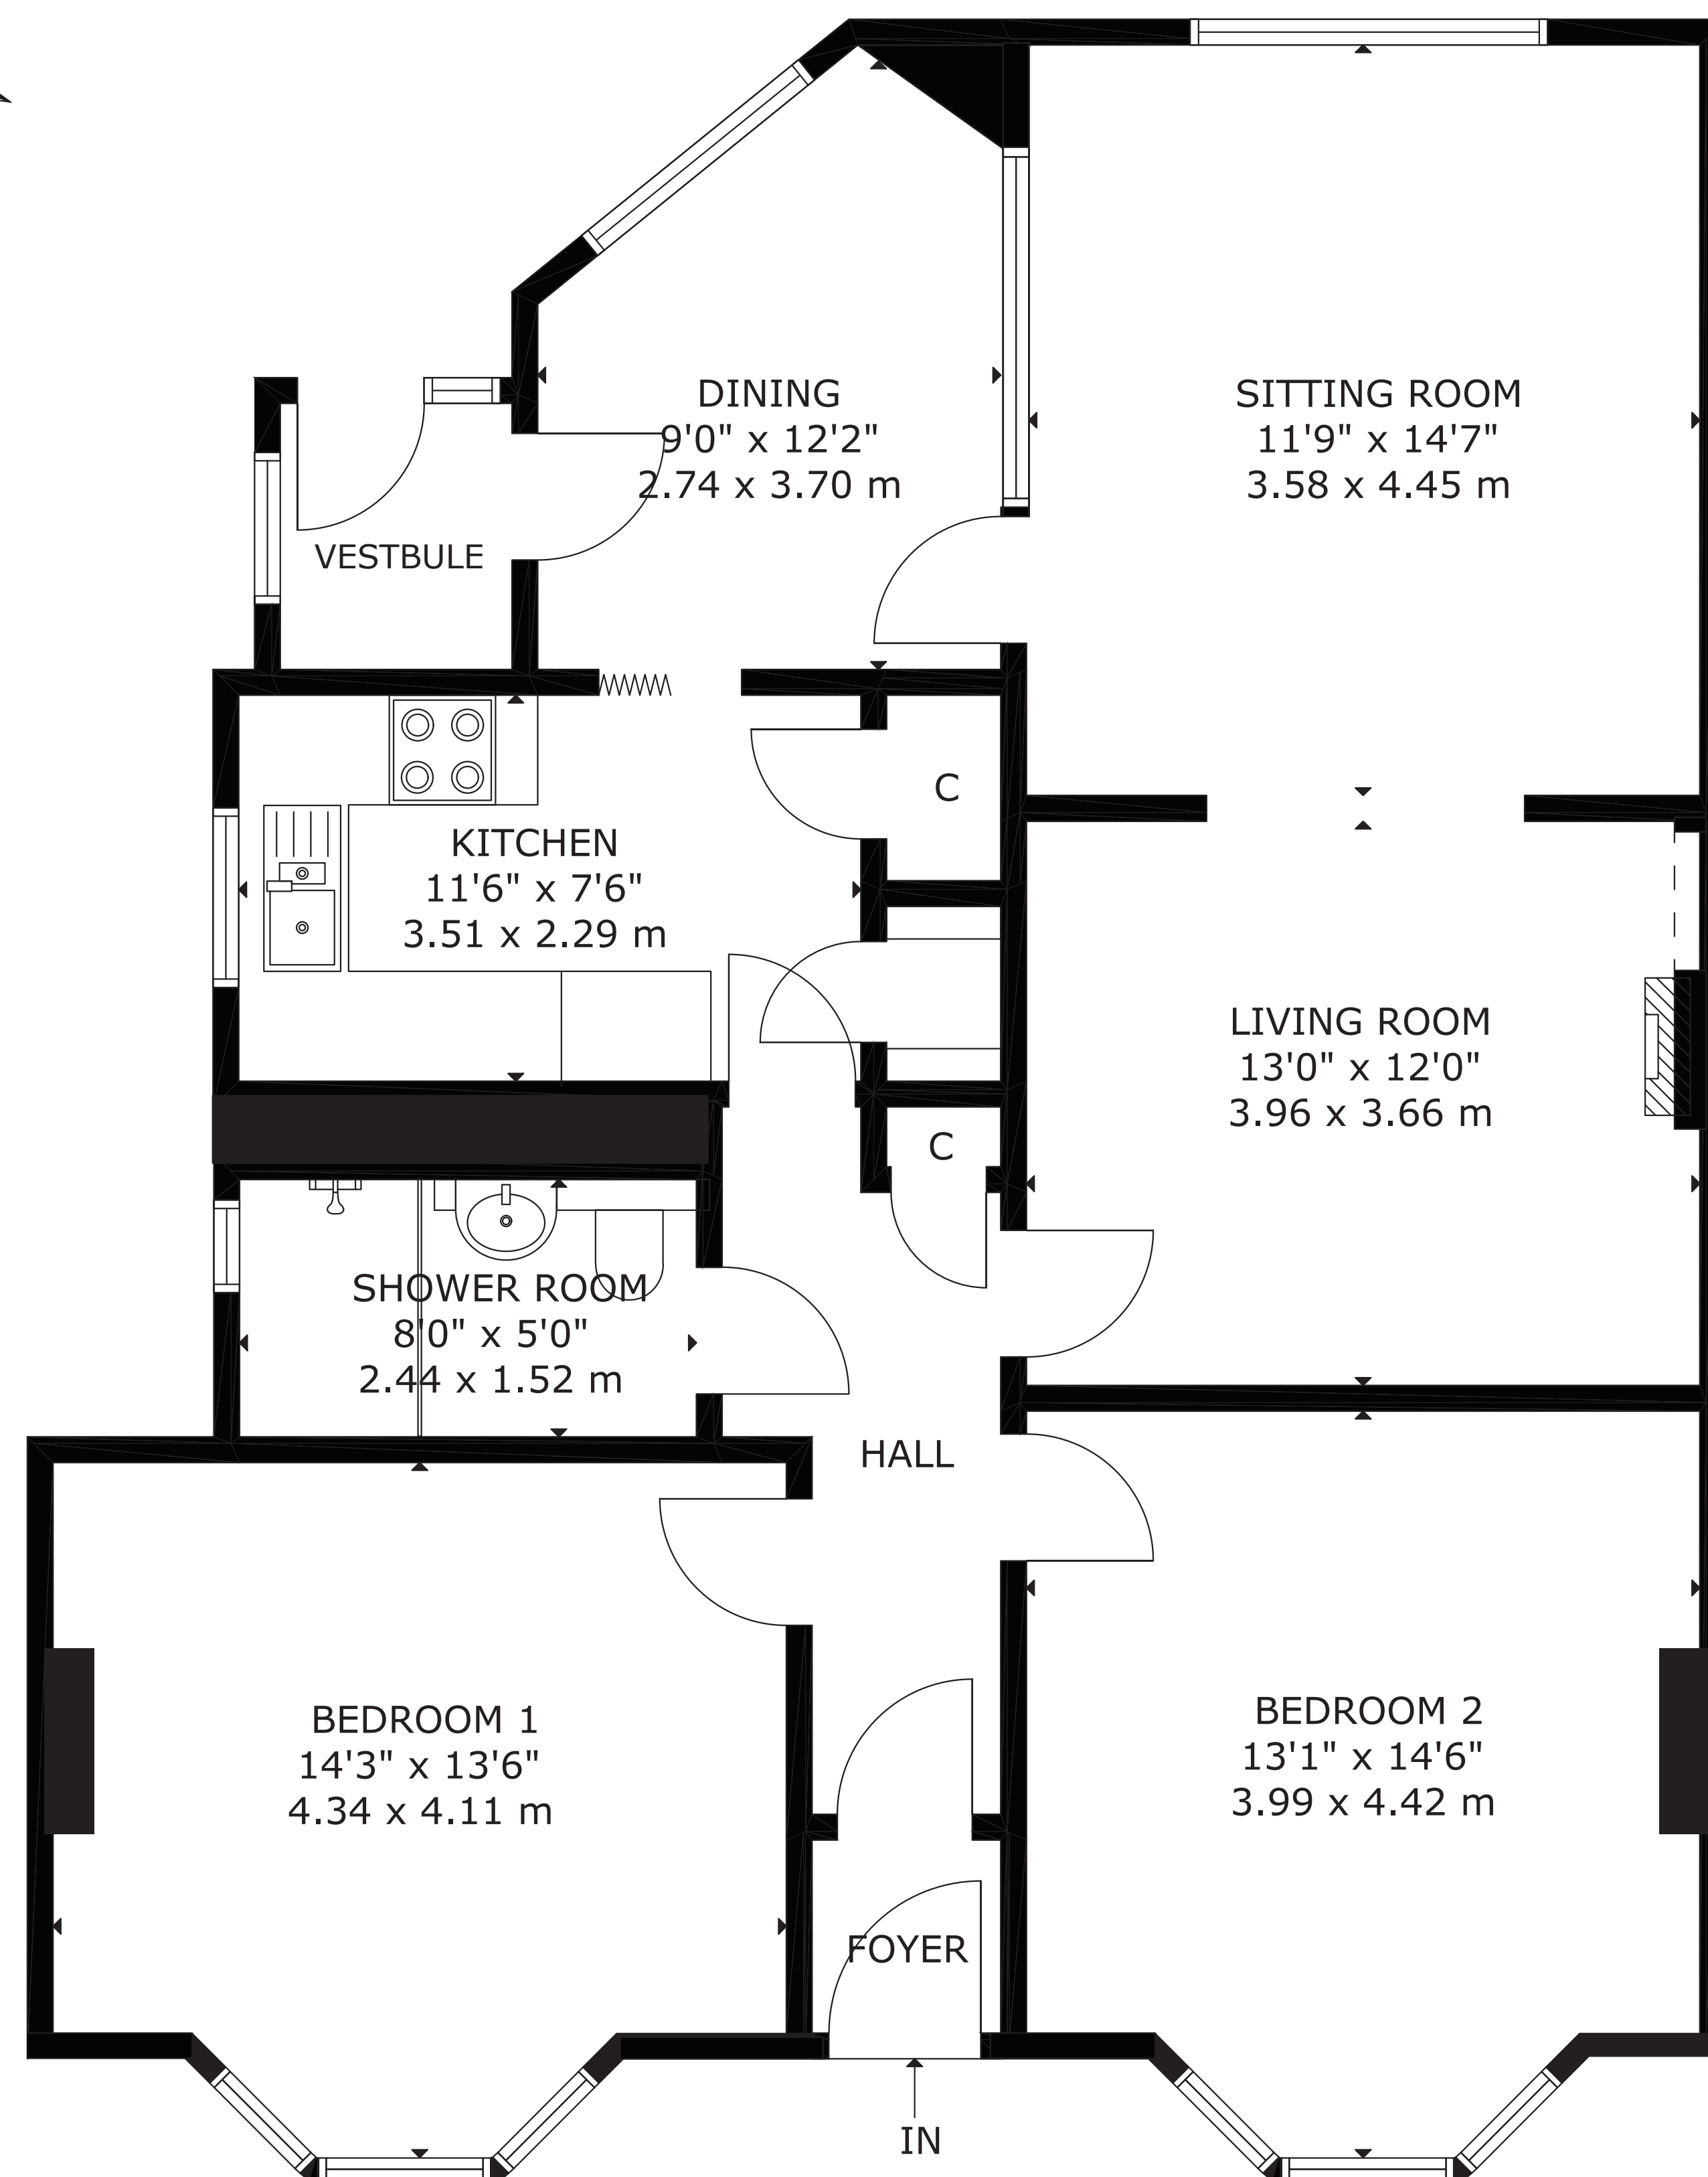 DINING
9'0" x 12'2"
2.74 x 3.70 m
SITTING ROOM
11'9" x 14'7"
3.58 x 4.45 m
VESTBULE
C
KITCHEN
11'6" x 7'6"
3.51 x 2.29 m
LIVING ROOM
13'0" x 12'0"
3.96 x 3.66 m
C
SHOWER ROOM
8'0" x 5'0"
2.44 x 1.52 m
HALL
BEDROOM 1
14'3" x 13'6"
4.34 x 4.11 m
BEDROOM 2
13'1" x 14'6"
3.99 x 4.42 m
FOYER
IN